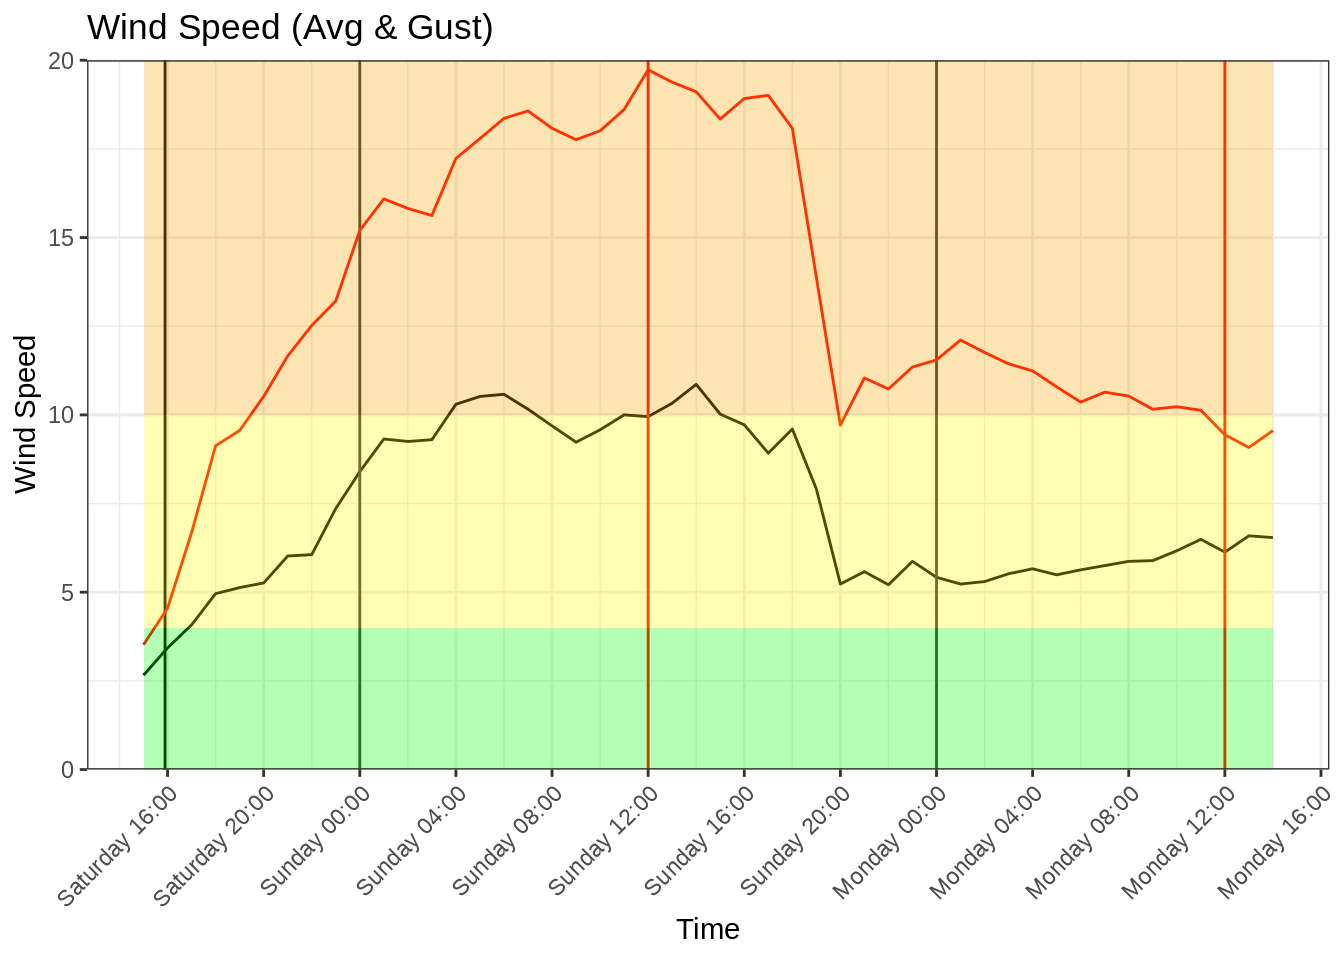 Wind Speed (Avg & Gust)
20
15
10
5
0
Wind Speed
Saturday 16:00
Saturday 20:00
Sunday 00:00
Sunday 04:00
Sunday 08:00
Sunday 12:00
Sunday 16:00
Sunday 20:00
Monday 00:00
Monday 04:00
Monday 08:00
Monday 12:00
Monday 16:00
Time